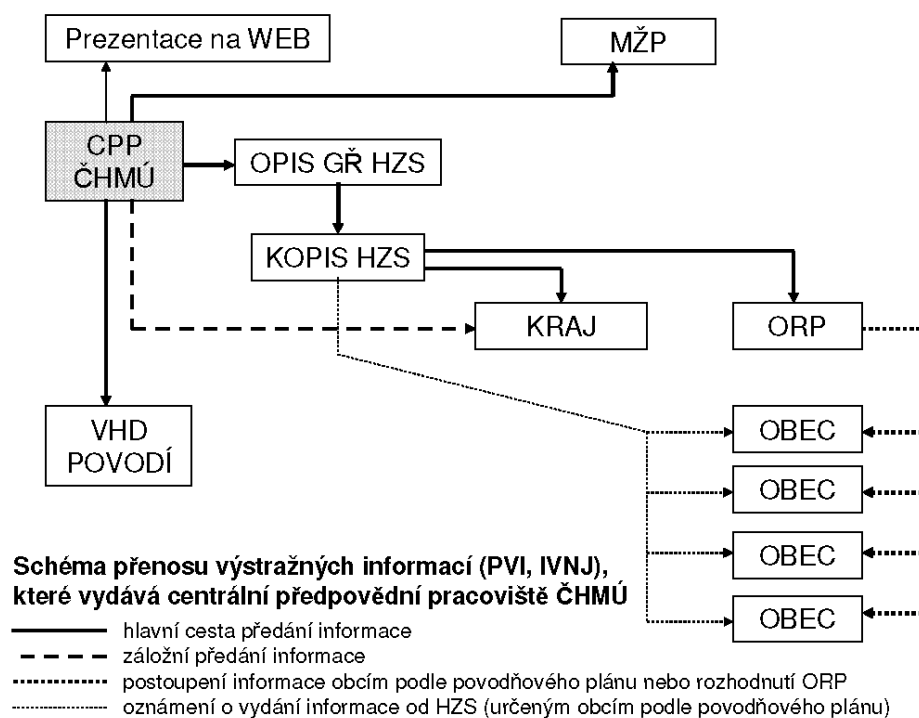 Prezentace na WEB
MŽP
CPP
ČHMÚ
OPIS GŘ HZS
KOPIS HZS
KRAJ
ORP
VHD
POVODÍ
OBEC
OBEC
OBEC
OBEC
Schéma přenosu výstražných informací (PVI, IVNJ),
které vydává centrální předpovědní pracoviště ČHMÚ
hlavní cesta předání informace
záložní předání informace
postoupení informace obcím podle povodňového plánu nebo rozhodnutí ORP
oznámení o vydání informace od HZS (určeným obcím podle povodňového plánu)